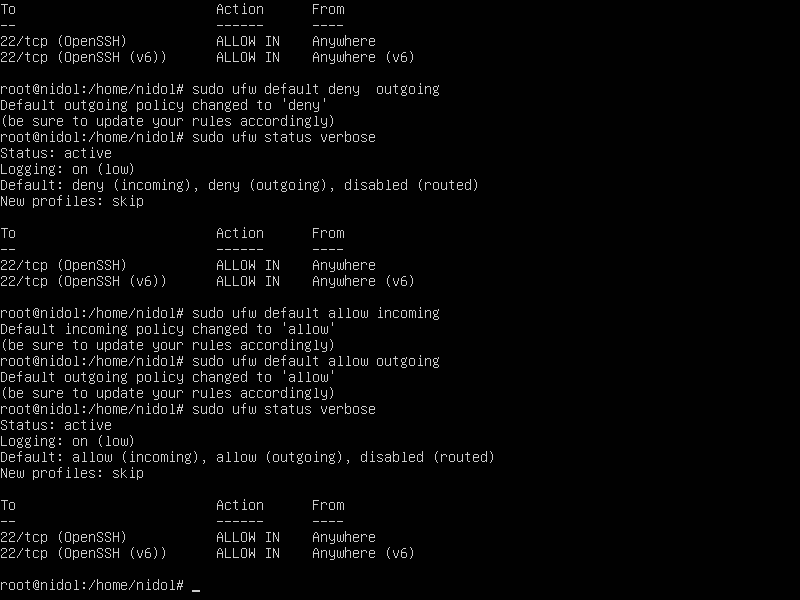 To                         Action      From
--                         ------      ----
22/tcp (OpenSSH)           ALLOW IN    Anywhere
22/tcp (OpenSSH (v6))      ALLOW IN    Anywhere (v6)

root@nidol:/home/nidol# sudo ufw default deny  outgoing
Default outgoing policy changed to 'deny'
(be sure to update your rules accordingly)
root@nidol:/home/nidol# sudo ufw status verbose
Status: active
Logging: on (low)
Default: deny (incoming), deny (outgoing), disabled (routed)
New profiles: skip

To                         Action      From
--                         ------      ----
22/tcp (OpenSSH)           ALLOW IN    Anywhere
22/tcp (OpenSSH (v6))      ALLOW IN    Anywhere (v6)

root@nidol:/home/nidol# sudo ufw default allow incoming
Default incoming policy changed to 'allow'
(be sure to update your rules accordingly)
root@nidol:/home/nidol# sudo ufw default allow outgoing
Default outgoing policy changed to 'allow'
(be sure to update your rules accordingly)
root@nidol:/home/nidol# sudo ufw status verbose
Status: active
Logging: on (low)
Default: allow (incoming), allow (outgoing), disabled (routed)
New profiles: skip

To                         Action      From
--                         ------      ----
22/tcp (OpenSSH)           ALLOW IN    Anywhere
22/tcp (OpenSSH (v6))      ALLOW IN    Anywhere (v6)

root@nidol:/home/nidol# _